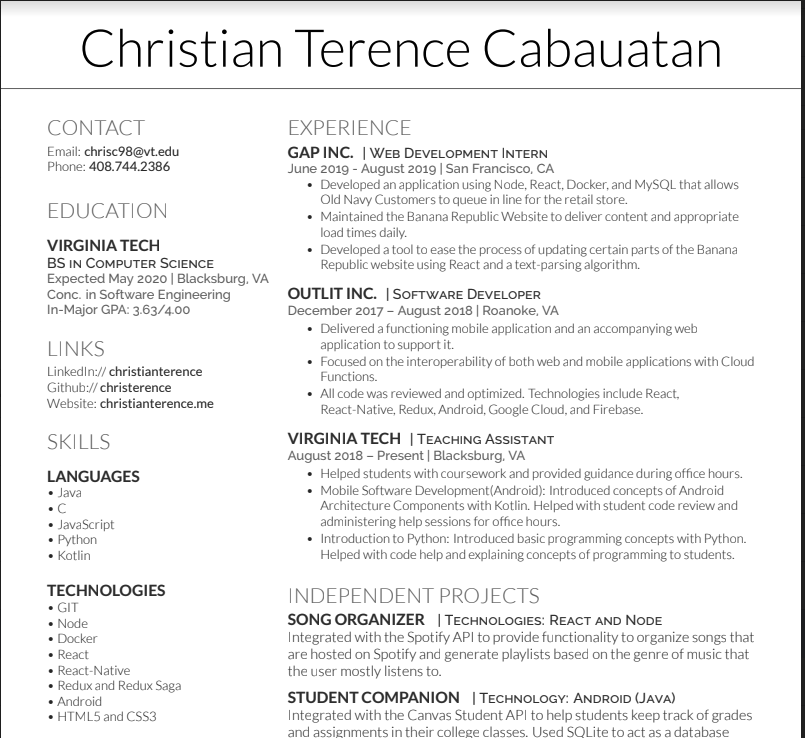 Christian Terence Cabauatan
CONTACT
Email: chrisc98@vt.edu
Phone: 408.744.2386
EDUCATION
VIRGINIA TECH
BS in Computer Science
Expected May 2020 | Blacksburg, VA
Conc. in Software Engineering
In-Major GPA: 3.63/4.00
LINKS
LinkedIn:// christianterence
Github:// christerence
Website: christianterence.me
SKILLS
LANGUAGES
• Java
• C
• JavaScript
• Python
• Kotlin
TECHNOLOGIES
• GIT
• Node
• Docker
• React
• React-Native
• Redux and Redux Saga
• Android
• HTML5 and CSS3
EXPERIENCE
GAP INC. | Web Development Intern
June 2019 - August 2019 | San Francisco, CA
• Developed an application using Node, React, Docker, and MySQL that allows
Old Navy Customers to queue in line for the retail store.
• Maintained the Banana Republic Website to deliver content and appropriate
load times daily.
• Developed a tool to ease the process of updating certain parts of the Banana
Republic website using React and a text-parsing algorithm.
OUTLIT INC. | Software Developer
December 2017 – August 2018 | Roanoke, VA
• Delivered a functioning mobile application and an accompanying web
application to support it.
• Focused on the interoperability of both web and mobile applications with Cloud
Functions.
• All code was reviewed and optimized. Technologies include React,
React-Native, Redux, Android, Google Cloud, and Firebase.
VIRGINIA TECH | Teaching Assistant
August 2018 – Present | Blacksburg, VA
• Helped students with coursework and provided guidance during office hours.
• Mobile Software Development(Android): Introduced concepts of Android
Architecture Components with Kotlin. Helped with student code review and
administering help sessions for office hours.
• Introduction to Python: Introduced basic programming concepts with Python.
Helped with code help and explaining concepts of programming to students.
INDEPENDENT PROJECTS
SONG ORGANIZER | Technologies: React and Node
Integrated with the Spotify API to provide functionality to organize songs that
are hosted on Spotify and generate playlists based on the genre of music that
the user mostly listens to.
STUDENT COMPANION | Technology: Android (Java)
Integrated with the Canvas Student API to help students keep track of grades
and assignments in their college classes. Used SQLite to act as a database